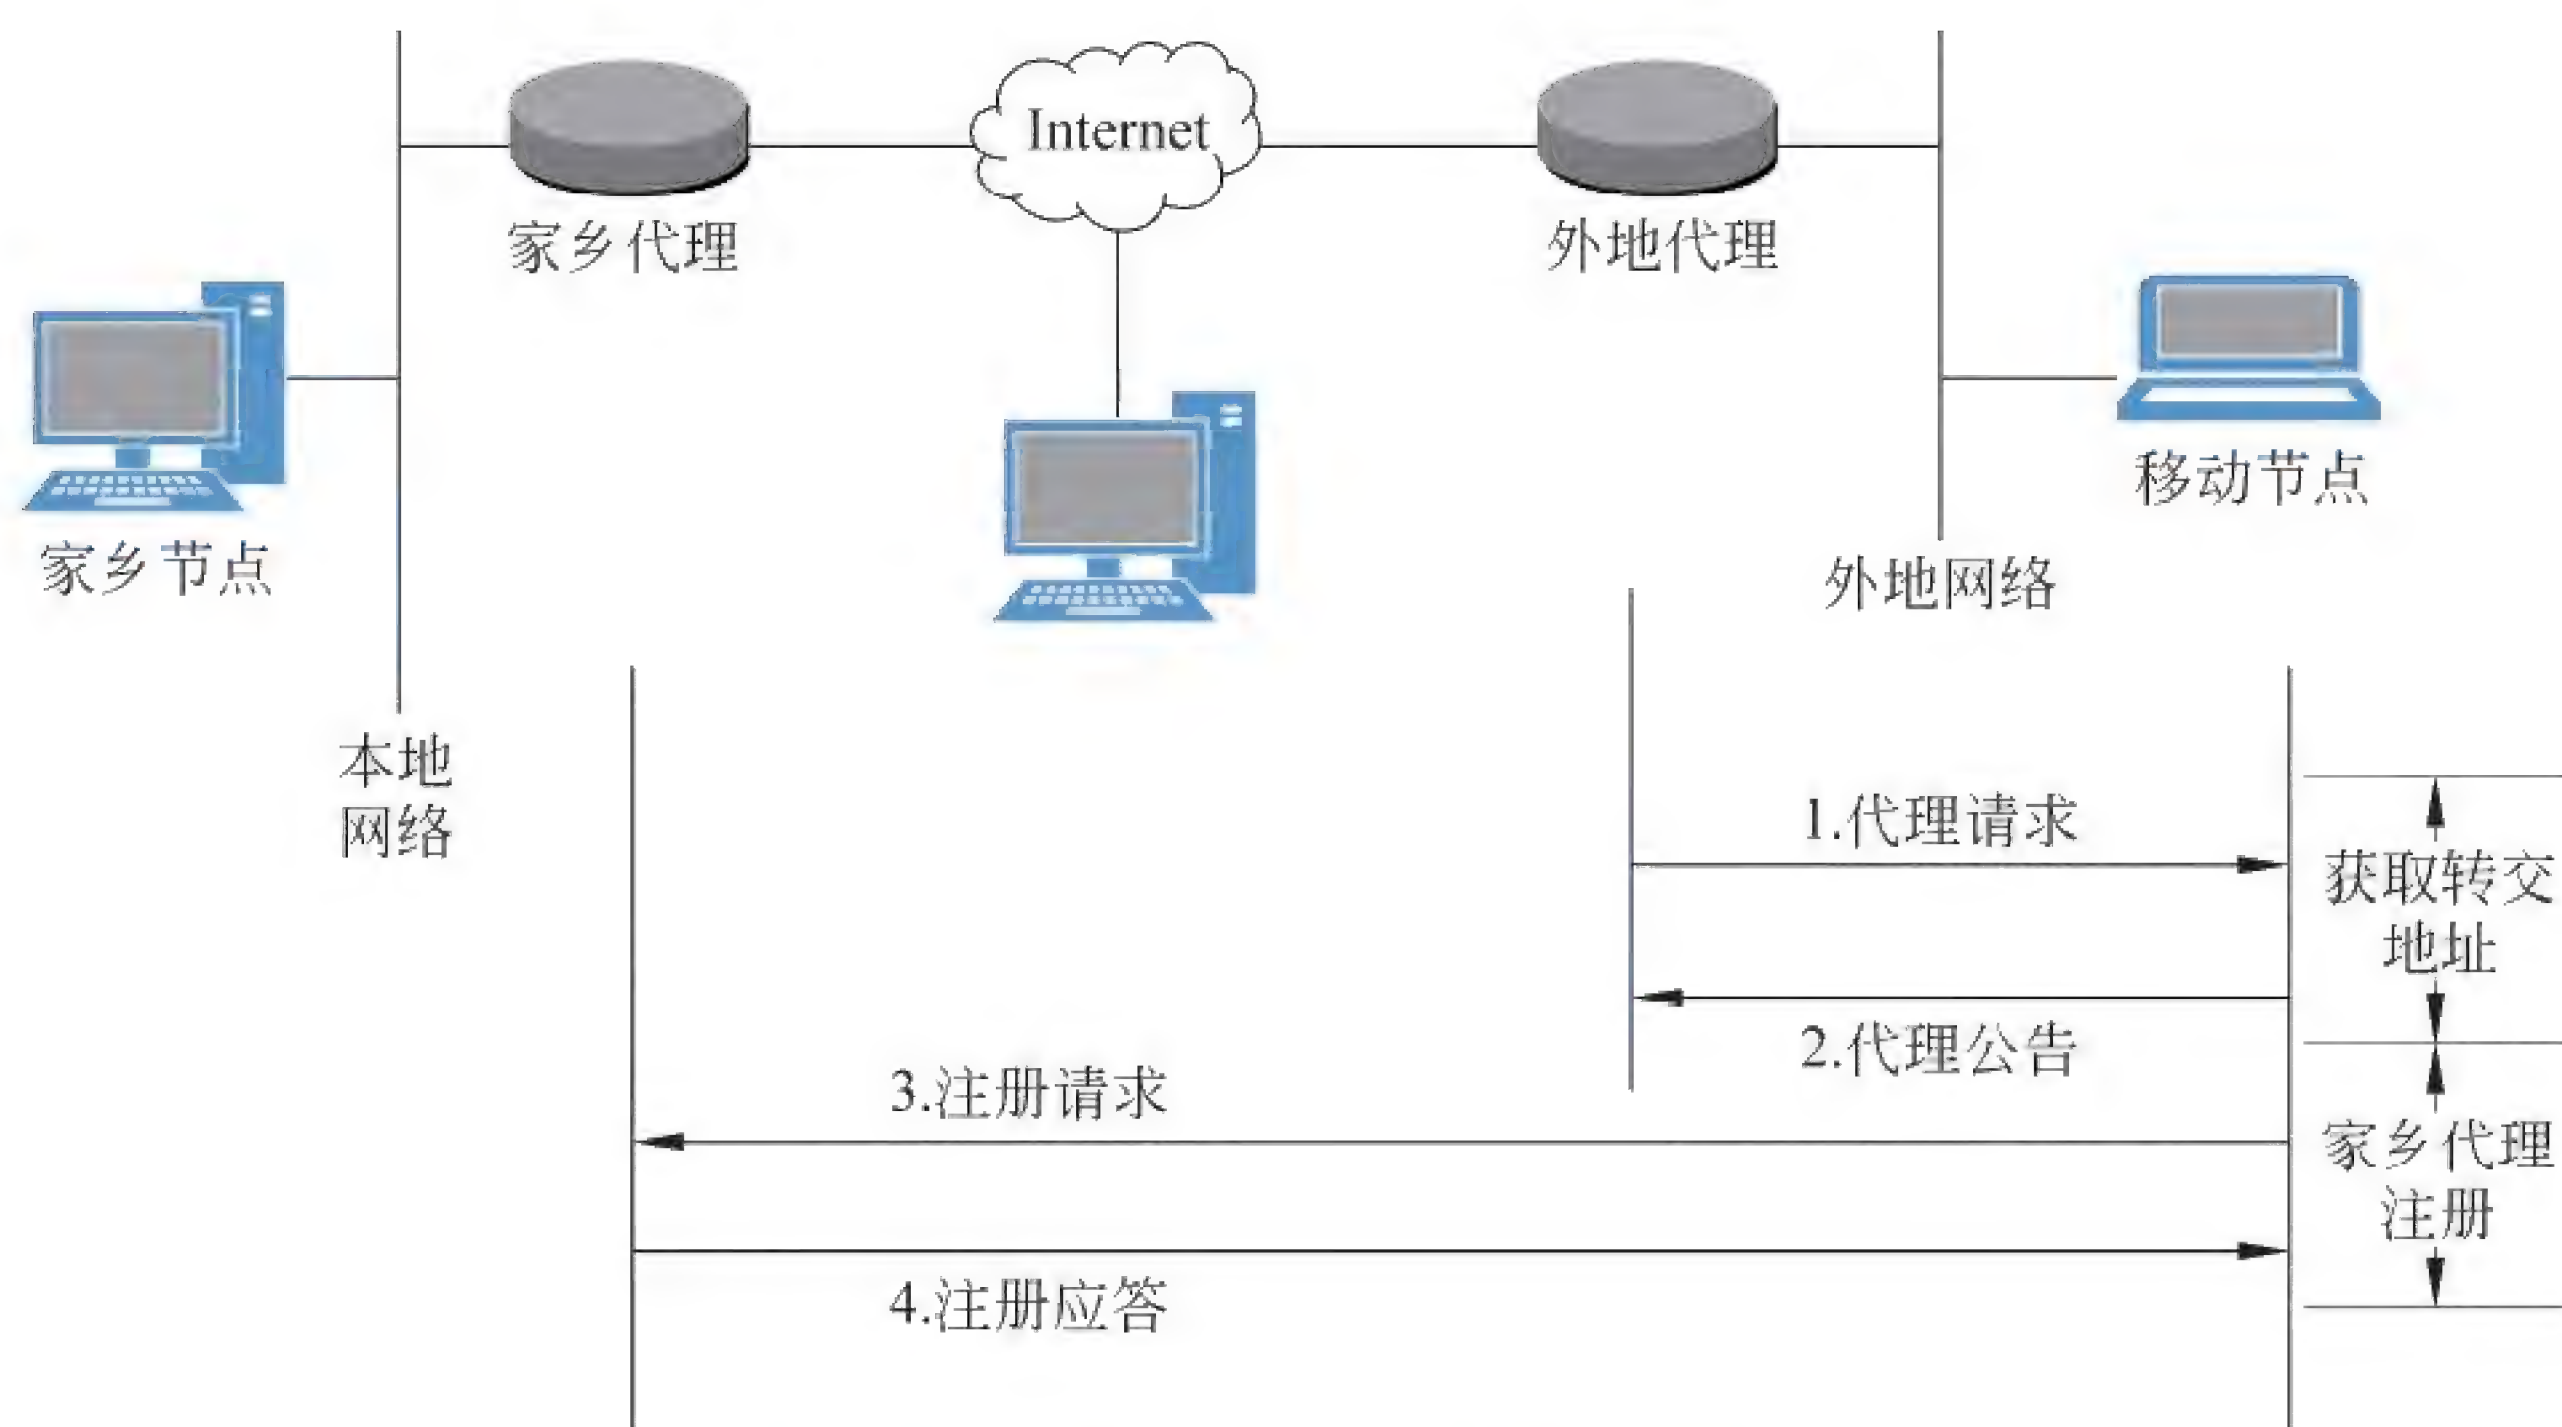 Internet
家乡代理
外地代理
移动节点
家乡节点
外地网络
本地
网络
1.代理请求
获取转交
地址
2.代理公告
3.注册请求
家乡代理
注册
4.注册应答